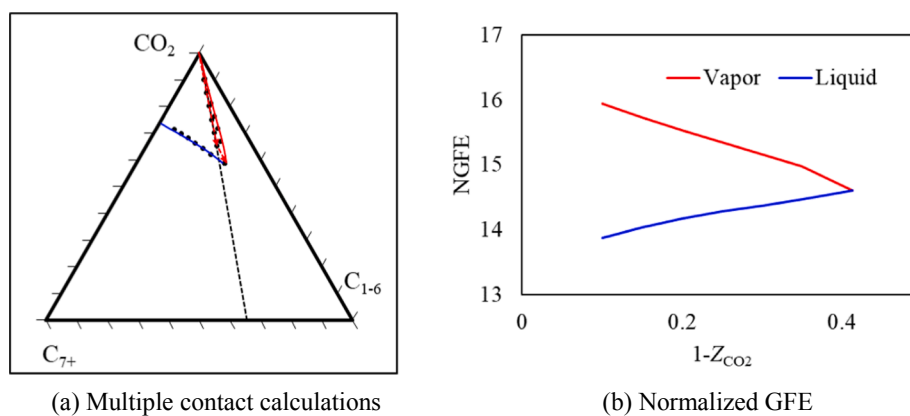 CO2
C1-6
C7+
17
16
15
14
13
NGFE
Vapor
Liquid
0
0.2
0.4
1-ZCO2
(a) Multiple contact calculations
(b) Normalized GFE